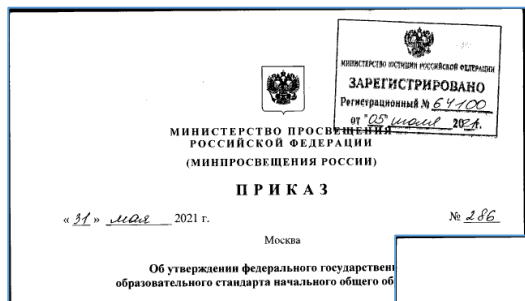 МИНИСТЕРСТВО ЮСТИЦИИ РОССИЙСКОЙ ФЕДЕРАЦИИ
ЗАРЕГИСТРИРОВАНО
Регистрационный № 64100
от "05" июля 2021г.
МИНИСТЕРСТВО ПРОСВЕЩЕНИЯ
РОССИЙСКОЙ ФЕДЕРАЦИИ
(МИНПРОСВЕЩЕНИЯ РОССИИ)
ПРИКАЗ
« 31 » мая 2021 г. № 286
Москва
Об утверждении федерального государствен
образовательного стандарта начального общего об